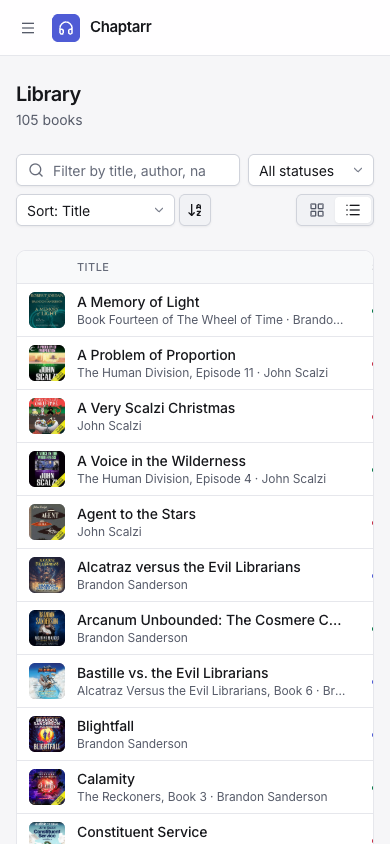 Chaptarr
Library
105 books
Filter by title, author, na
All statuses
Sort: Title
TITLE
A Memory of Light
Book Fourteen of The Wheel of Time · Brando...
A Problem of Proportion
The Human Division, Episode 11 · John Scalzi
A Very Scalzi Christmas
John Scalzi
A Voice in the Wilderness
The Human Division, Episode 4 · John Scalzi
Agent to the Stars
John Scalzi
Alcatraz versus the Evil Librarians
Brandon Sanderson
Arcanum Unbounded: The Cosmere C...
Brandon Sanderson
Bastille vs. the Evil Librarians
Alcatraz Versus the Evil Librarians, Book 6 · Br...
BLIGHTFALL
Blightfall
Brandon Sanderson
Calamity
The Reckoners, Book 3 · Brandon Sanderson
Constituent Service